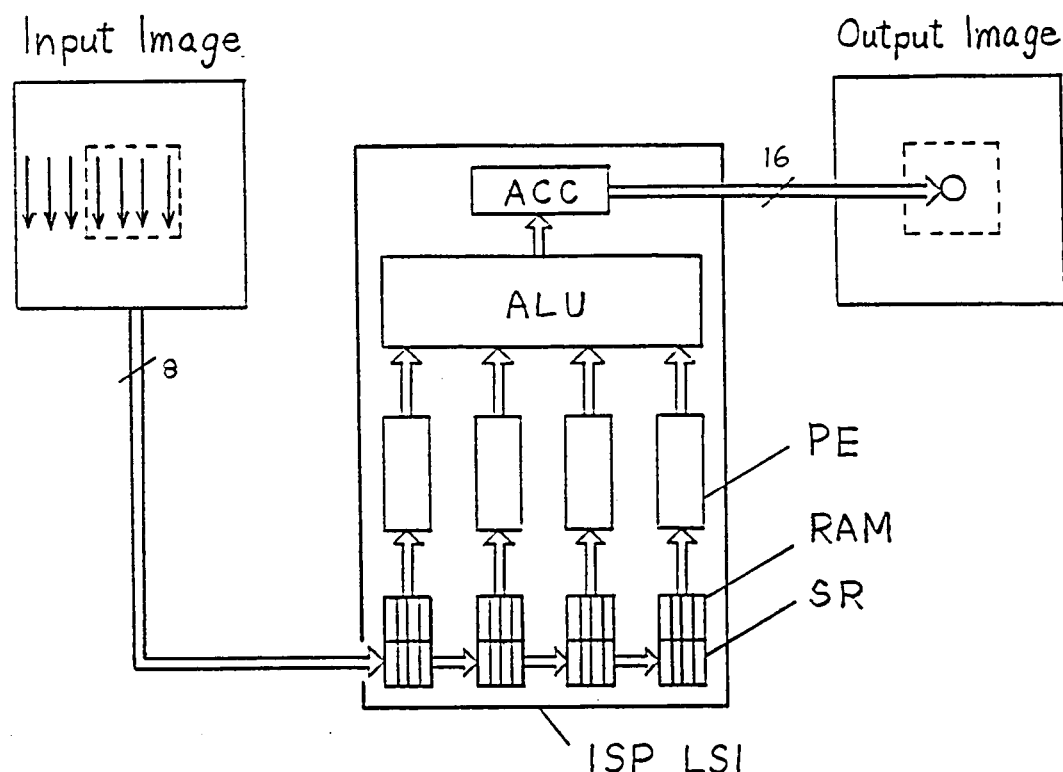 Input Image
Output Image
16
ACC
ALU
8
PE
RAM
SR
ISP LSI